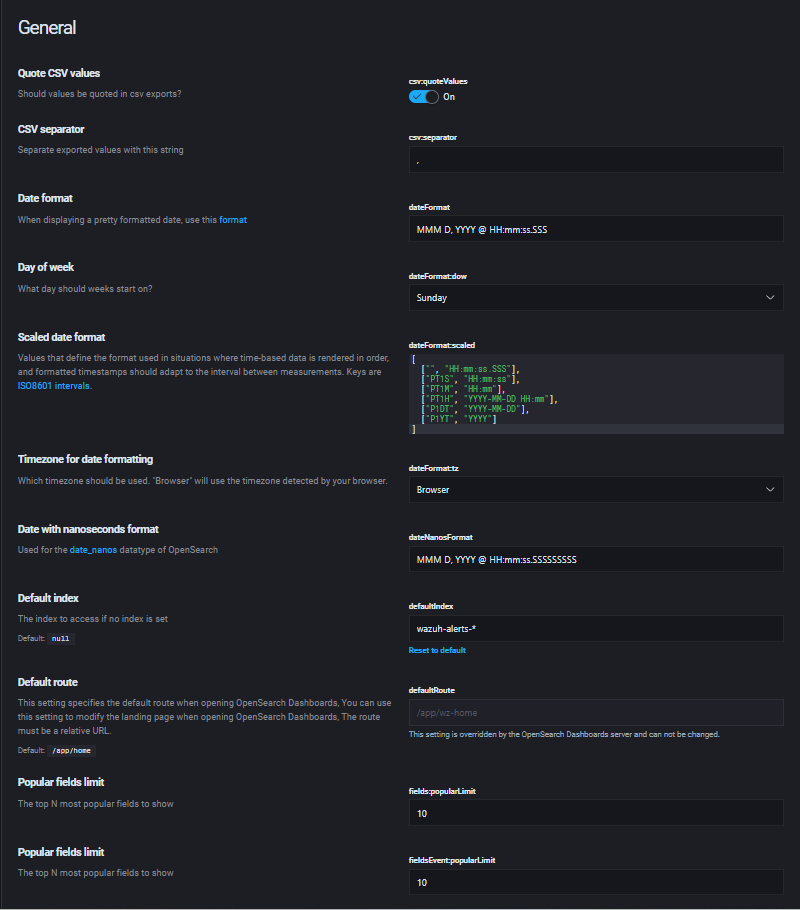 General
Quote CSV values
Should values be quoted in csv exports?
csv:quoteValues
On
CSV separator
Separate exported values with this string
csv:separator
,
Date format
When displaying a pretty formatted date, use this format
dateFormat
MMM D, YYYY @ HH:mm:ss.SSS
Day of week
What day should weeks start on?
dateFormat:dow
Sunday
Scaled date format
Values that define the format used in situations where time-based data is rendered in order,
and formatted timestamps should adapt to the interval between measurements. Keys are
ISO8601 intervals.
dateFormat:scaled
[
["", "HH:mm:ss.SSS"],
["PT1S", "HH:mm:ss"],
["PT1M", "HH:mm"],
["PT1H", "YYYY-MM-DD HH:mm"],
["P1DT", "YYYY-MM-DD"],
["P1YT", "YYYY"]
]
Timezone for date formatting
Which timezone should be used. "Browser" will use the timezone detected by your browser.
dateFormat:tz
Browser
Date with nanoseconds format
Used for the date_nanos datatype of OpenSearch
dateNanosFormat
MMM D, YYYY @ HH:mm:ss.SSSSSSSSS
Default index
The index to access if no index is set
Default: null
defaultIndex
wazuh-alerts-*
Reset to default
Default route
This setting specifies the default route when opening OpenSearch Dashboards, You can use
this setting to modify the landing page when opening OpenSearch Dashboards, The route
must be a relative URL.
Default: /app/home
defaultRoute
/app/wz-home
This setting is overridden by the OpenSearch Dashboards server and can not be changed.
Popular fields limit
The top N most popular fields to show
fields:popularLimit
10
Popular fields limit
The top N most popular fields to show
fieldsEvent:popularLimit
10